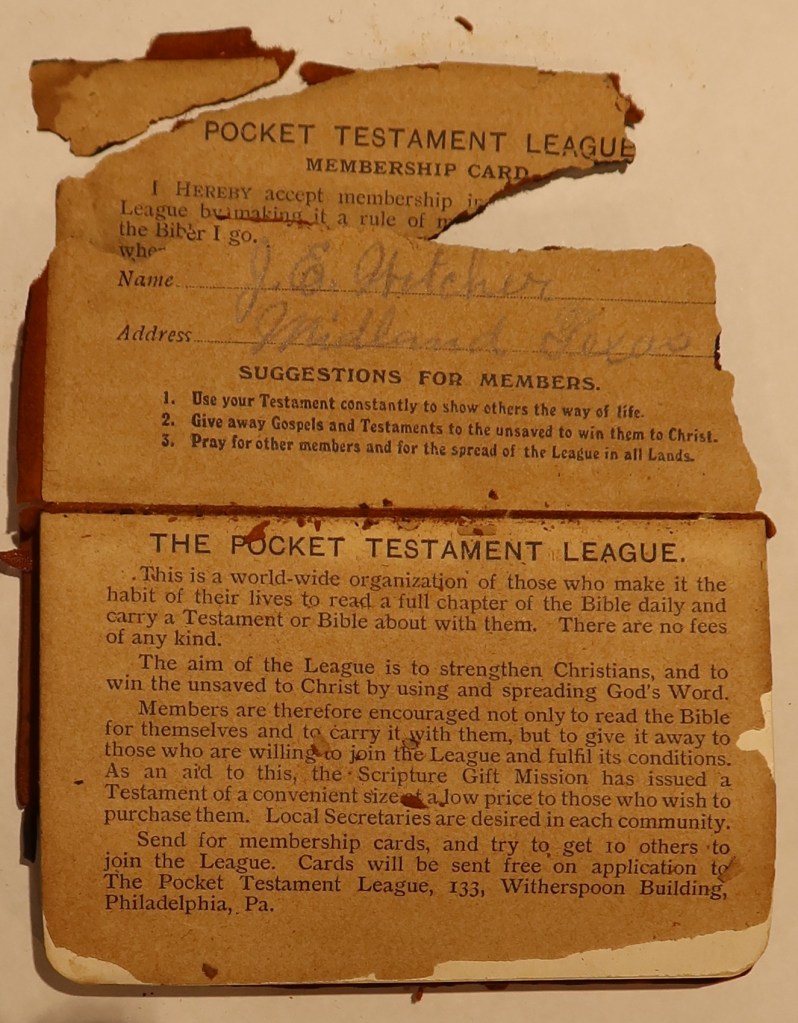 POCKET TESTAMENT LEAGUE
MEMBERSHIP CARD
I HEREBY accept membership in
League by making it a rule of m
the Bib er I go.
whe
Name J. E. Witcher
Address Midland Texas
SUGGESTIONS FOR MEMBERS.
1. Use your Testament constantly to show others the way of life.
2. Give away Gospels and Testaments to the unsaved to win them to Christ.
3. Pray for other members and for the spread of the League in all Lands.
THE POCKET TESTAMENT LEAGUE.
This is a world-wide organization of those who make it the
habit of their lives to read a full chapter of the Bible daily and
carry a Testament or Bible about with them. There are no fees
of any kind.
The aim of the League is to strengthen Christians, and to
win the unsaved to Christ by using and spreading God's Word.
Members are therefore encouraged not only to read the Bible
for themselves and to carry it with them, but to give it away to
those who are willing to join the League and fulfil its conditions.
As an aid to this, the Scripture Gift Mission has issued a
Testament of a convenient size at a low price to those who wish to
purchase them. Local Secretaries are desired in each community.
Send for membership cards, and try to get 10 others to
join the League. Cards will be sent free on application to
The Pocket Testament League, 133, Witherspoon Building,
Philadelphia, Pa.